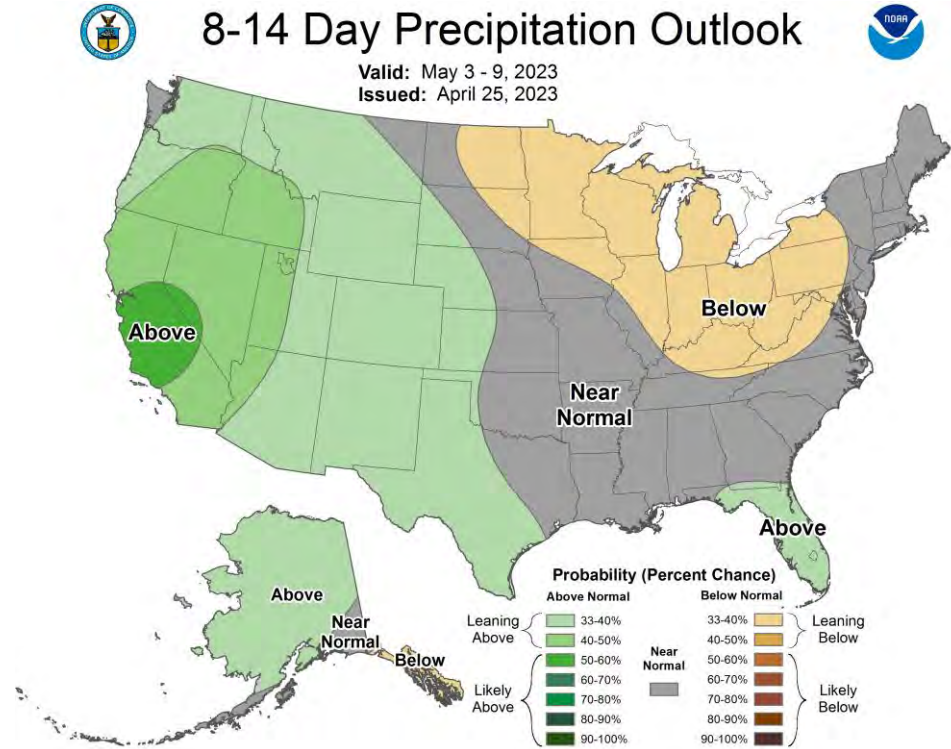 8-14 Day Precipitation Outlook
NOAA
Valid: May 3 - 9, 2023
Issued: April 25, 2023
Above
Below
Near
Normal
Above
Above
Near
Normal
Below
Probability (Percent Chance)
Above Normal
Below Normal
Leaning
Above
33-40%
40-50%
Likely
Above
50-60%
60-70%
70-80%
80-90%
90-100%
Near
Normal
33-40%
40-50%
Leaning
Below
50-60%
60-70%
70-80%
80-90%
90-100%
Likely
Below